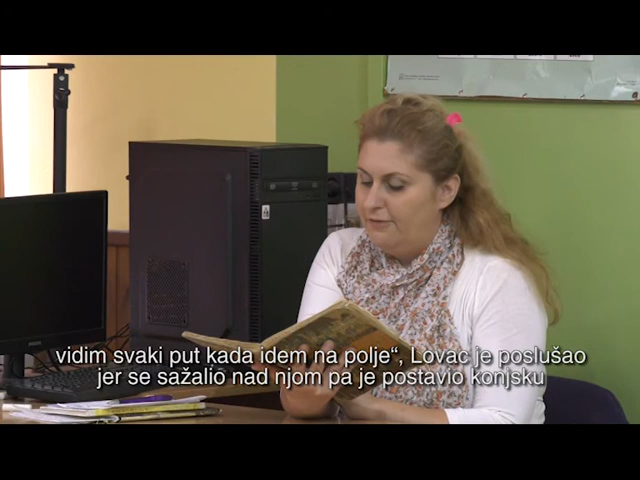 vidim svaki put kada idem na polje“, Lovac je poslušao
jer se sažalio nad njom pa je postavio konjsku